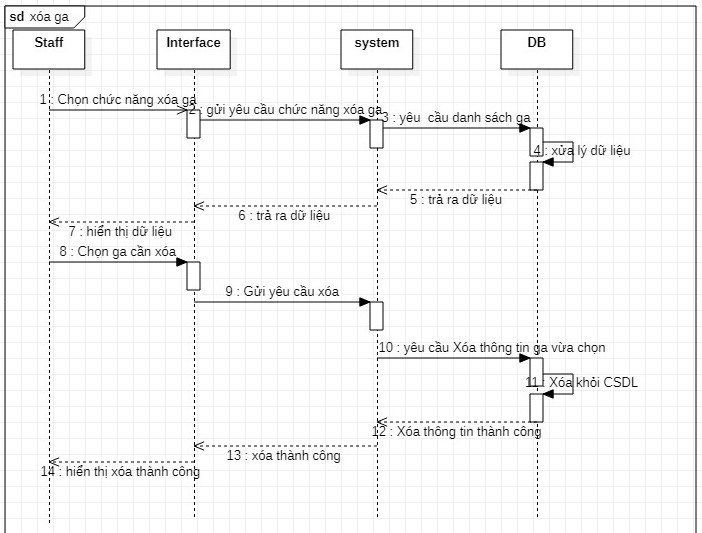 sd xóa ga
Staff
Interface
system
DB
1 : Chọn chức năng xóa ga
2 : gửi yêu cầu chức năng xóa ga
3 : yêu cầu danh sách ga
4 : xửa lý dữ liệu
5 : trả ra dữ liệu
6 : trả ra dữ liệu
7 : hiển thị dữ liệu
8 : Chọn ga cần xóa
9 : Gửi yêu cầu xóa
10 : yêu cầu Xóa thông tin ga vừa chọn
11 : Xóa khỏi CSDL
12 : Xóa thông tin thành công
13 : xóa thành công
14 : hiển thị xóa thành công